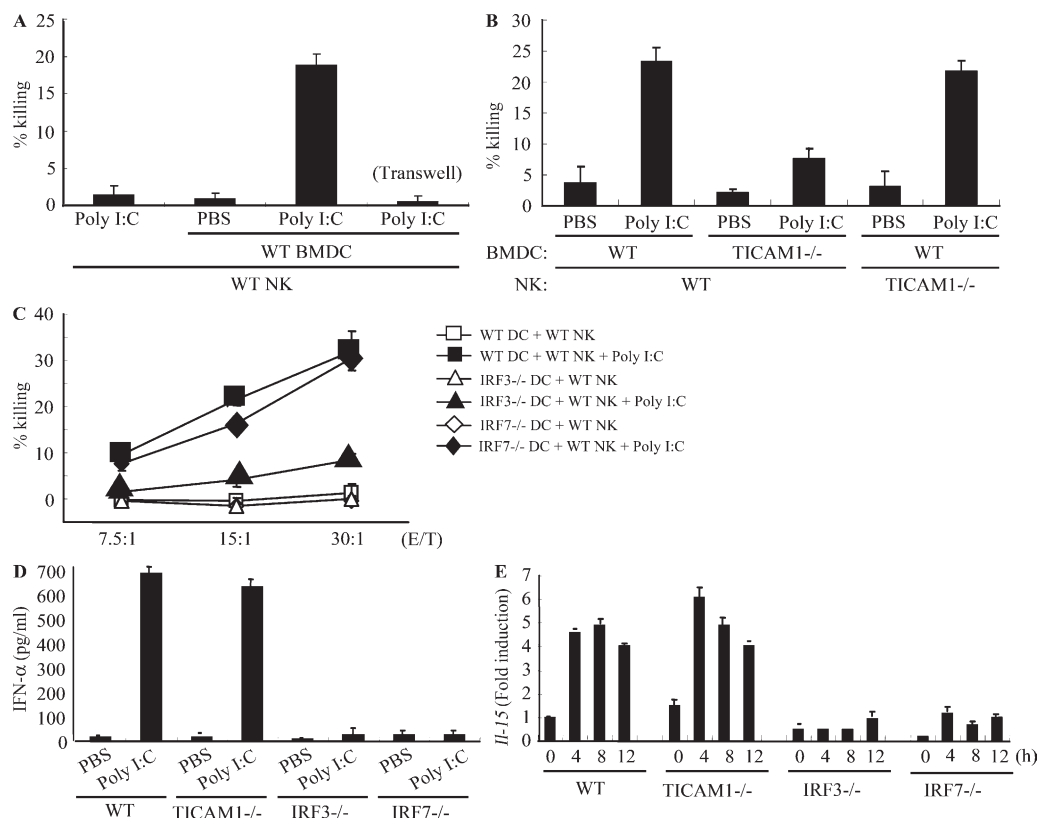 A
% killing
25
20
15
10
5
0
(Transwell)
Poly I:C PBS Poly I:C Poly I:C
WT BMDC
WT NK
B
% killing
30
25
20
15
10
5
0
PBS Poly I:C PBS Poly I:C PBS Poly I:C
BMDC: WT TICAM1-/- WT
NK: WT TICAM1-/-
C
% killing
40
30
20
10
0
7.5:1 15:1 30:1 (E/T)
WT DC + WT NK
WT DC + WT NK + Poly I:C
IRF3-/- DC + WT NK
IRF3-/- DC + WT NK + Poly I:C
IRF7-/- DC + WT NK
IRF7-/- DC + WT NK + Poly I:C
D
IFN-α (pg/ml)
700
600
500
400
300
200
100
0
PBS Poly I:C PBS Poly I:C PBS Poly I:C PBS Poly I:C
WT TICAM1-/- IRF3-/- IRF7-/-
E
Il-15 (Fold induction)
7
6
5
4
3
2
1
0
0 4 8 12 0 4 8 12 0 4 8 12 0 4 8 12 (h)
WT TICAM1-/- IRF3-/- IRF7-/-